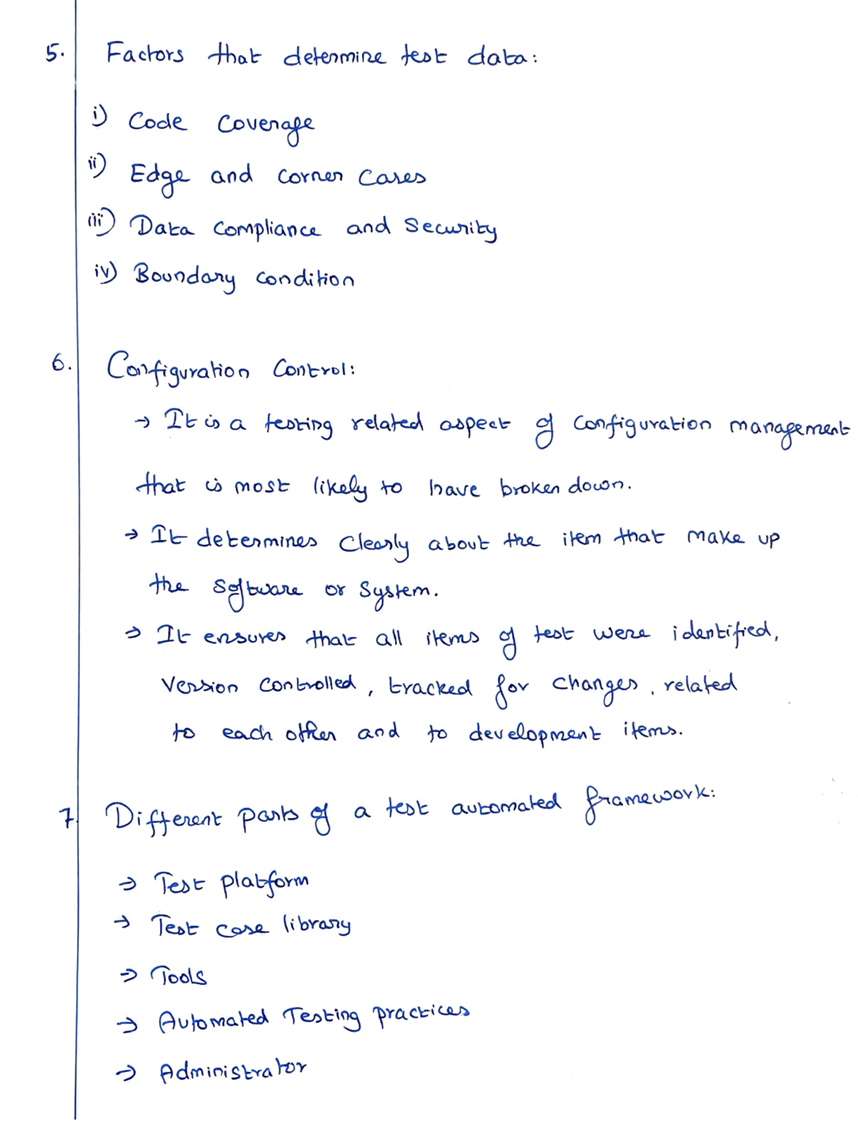 5. Factors that determine test data:
i) Code Coverage
ii) Edge and corner cases
iii) Data Compliance and Security
iv) Boundary condition
6. Configuration Control:
→ It is a testing related aspect of configuration management
that is most likely to have broken down.
→ It determines clearly about the item that make up
the software or system.
→ It ensures that all items of test were identified,
version controlled, tracked for changes, related
to each other and to development items.
7. Different parts of a test automated framework:
→ Test platform
→ Test case library
→ Tools
→ Automated Testing practices
→ Administrator